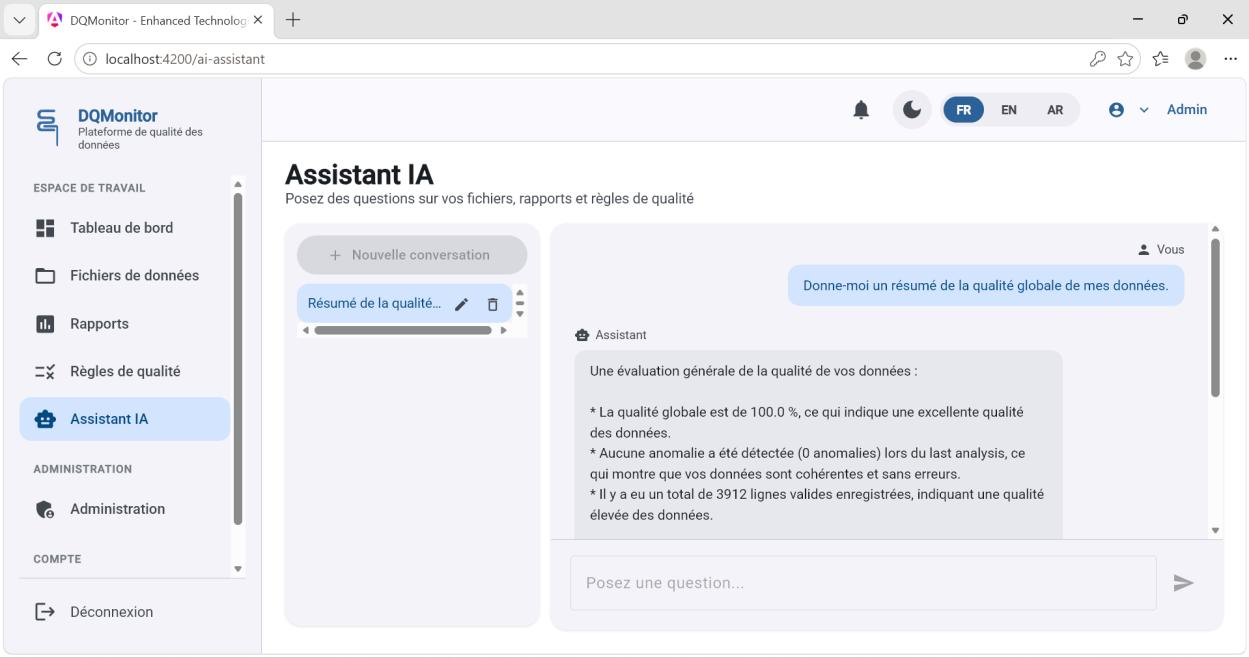 DQMonitor - Enhanced Technolog
localhost:4200/ai-assistant
DQMonitor
Plateforme de qualité des
données
FR
EN
AR
Admin
ESPACE DE TRAVAIL
Tableau de bord
Fichiers de données
Rapports
Règles de qualité
Assistant IA
ADMINISTRATION
Administration
COMPTE
Déconnexion
Assistant IA
Posez des questions sur vos fichiers, rapports et règles de qualité
+ Nouvelle conversation
Résumé de la qualité...
Vous
Donne-moi un résumé de la qualité globale de mes données.
Assistant
Une évaluation générale de la qualité de vos données :
* La qualité globale est de 100.0 %, ce qui indique une excellente qualité
des données.
* Aucune anomalie a été détectée (0 anomalies) lors du last analysis, ce
qui montre que vos données sont cohérentes et sans erreurs.
* Il y a eu un total de 3912 lignes valides enregistrées, indiquant une qualité
élevée des données.
Posez une question...